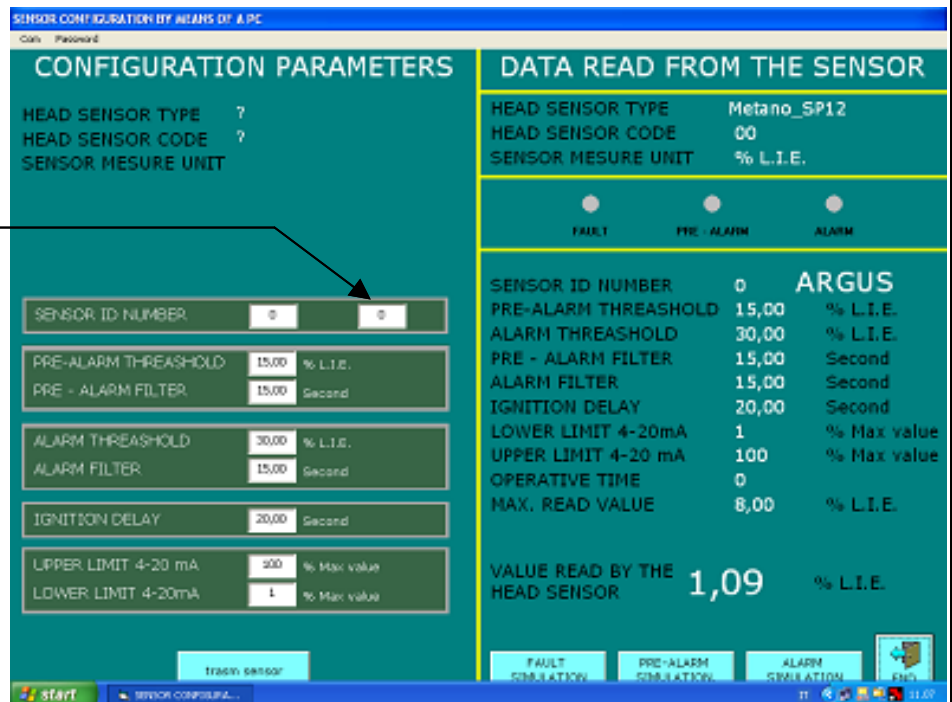 SENSOR CONFIGURATION BY MEANS OF A PC
Com Password
CONFIGURATION PARAMETERS
HEAD SENSOR TYPE ?
HEAD SENSOR CODE ?
SENSOR MESURE UNIT
SENSOR ID NUMBER 0 0
PRE-ALARM THREASHOLD 15,00 % L.I.E.
PRE - ALARM FILTER 15,00 Second
ALARM THREASHOLD 30,00 % L.I.E.
ALARM FILTER 15,00 Second
IGNITION DELAY 20,00 Second
UPPER LIMIT 4-20 mA 100 % Max value
LOWER LIMIT 4-20mA 1 % Max value
trasm sensor
DATA READ FROM THE SENSOR
HEAD SENSOR TYPE Metano_SP12
HEAD SENSOR CODE 00
SENSOR MESURE UNIT % L.I.E.
FAULT PRE - ALARM ALARM
SENSOR ID NUMBER 0 ARGUS
PRE-ALARM THREASHOLD 15,00 % L.I.E.
ALARM THREASHOLD 30,00 % L.I.E.
PRE - ALARM FILTER 15,00 Second
ALARM FILTER 15,00 Second
IGNITION DELAY 20,00 Second
LOWER LIMIT 4-20mA 1 % Max value
UPPER LIMIT 4-20 mA 100 % Max value
OPERATIVE TIME 0
MAX. READ VALUE 8,00 % L.I.E.
VALUE READ BY THE
HEAD SENSOR 1,09 % L.I.E.
FAULT
SIMULATION
PRE-ALARM
SIMULATION
ALARM
SIMULATION
END
start SENSOR CONFIGURA... IT 11.07